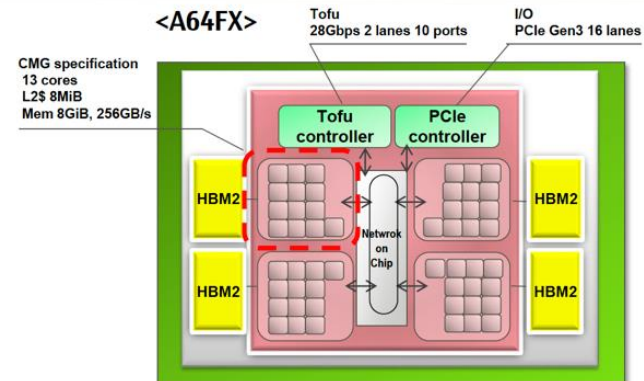 <A64FX>
Tofu
28Gbps 2 lanes 10 ports
I/O
PCIe Gen3 16 lanes
CMG specification
13 cores
L2$ 8MiB
Mem 8GiB, 256GB/s
Tofu
controller
PCIe
controller
HBM2
HBM2
Netwrok
on
Chip
HBM2
HBM2